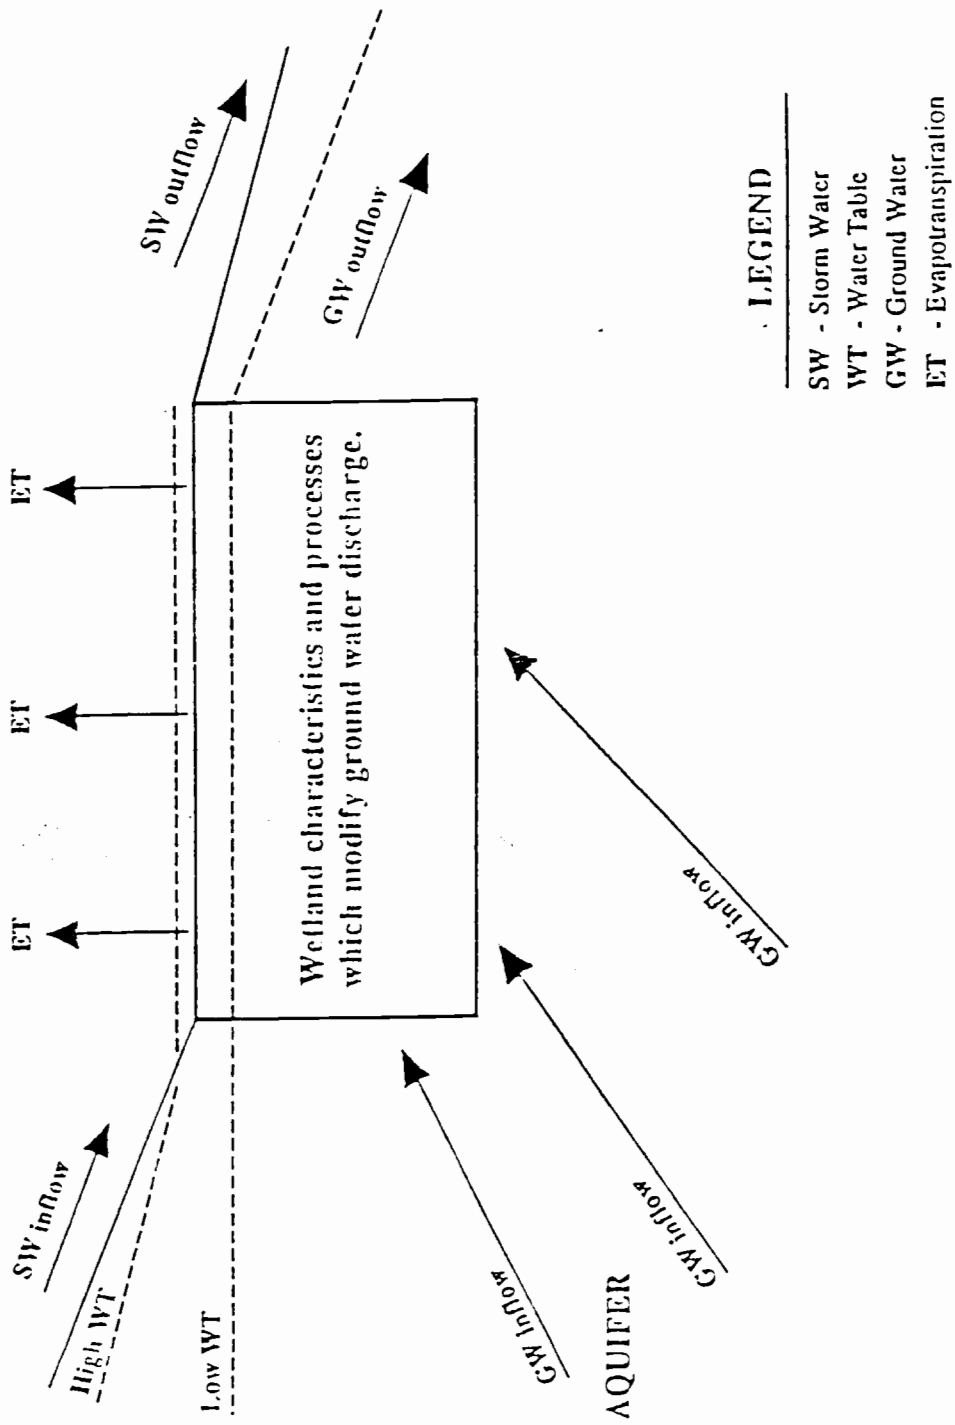 ET
ET
ET
SW inflow
SW outflow
High WT
Low WT
Wetland characteristics and processes
which modify ground water discharge.
GW outflow
GW Inflow
GW inflow
GW inflow
AQUIFER
LEGEND
SW - Storm Water
WT - Water Table
GW - Ground Water
ET - Evapotranspiration